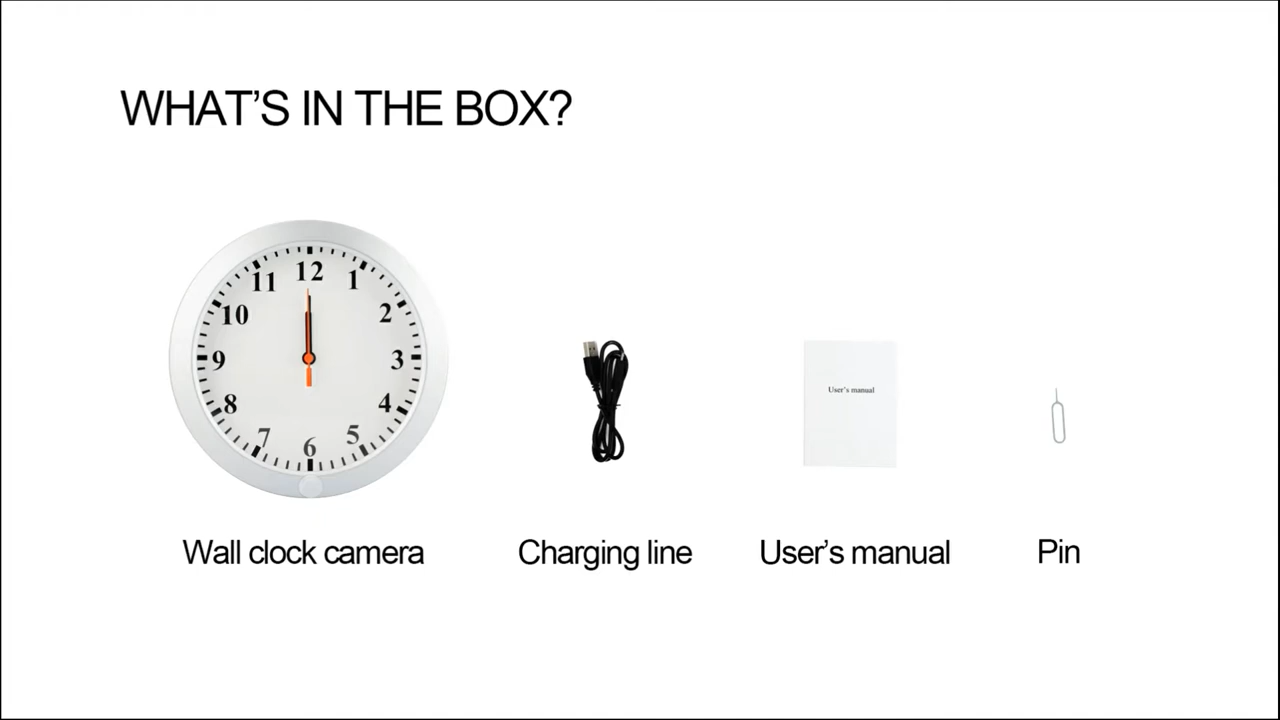 WHAT'S IN THE BOX?
12
11
1
10
2
9
3
8
4
7
5
6
User's manual
Wall clock camera
Charging line
User's manual
Pin